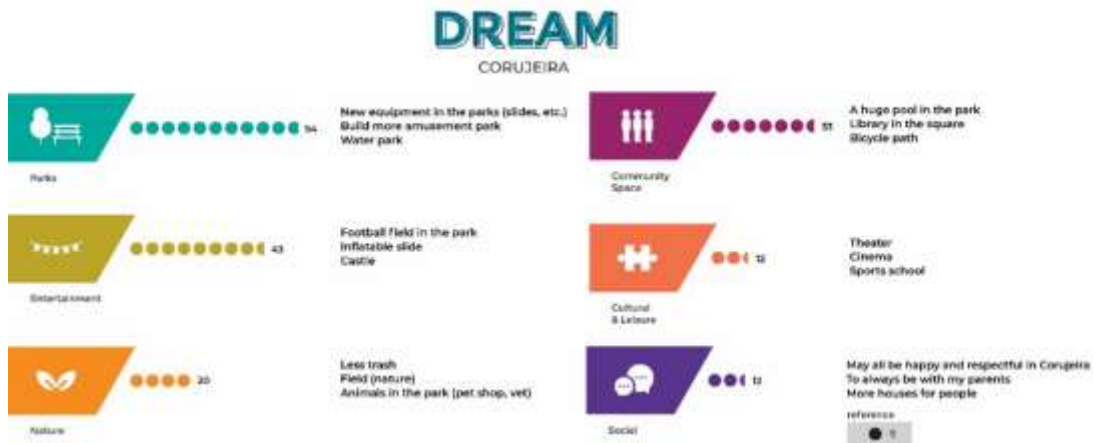 DREAM
CORUJEIRA
54
New equipment in the parks (slides, etc.)
Build more amusement park
Water park
Parks
A huge pool in the park
Library in the square
Bicycle path
Community
Space
43
Football field in the park
Inflatable slide
Castle
Entertainment
12
Theater
Cinema
Sports school
Cultural
& Leisure
20
Less trash
Field (nature)
Animals in the park (pet shop, vet)
Nature
12
May all be happy and respectful in Corujeira
To always be with my parents
More houses for people
Social
reference